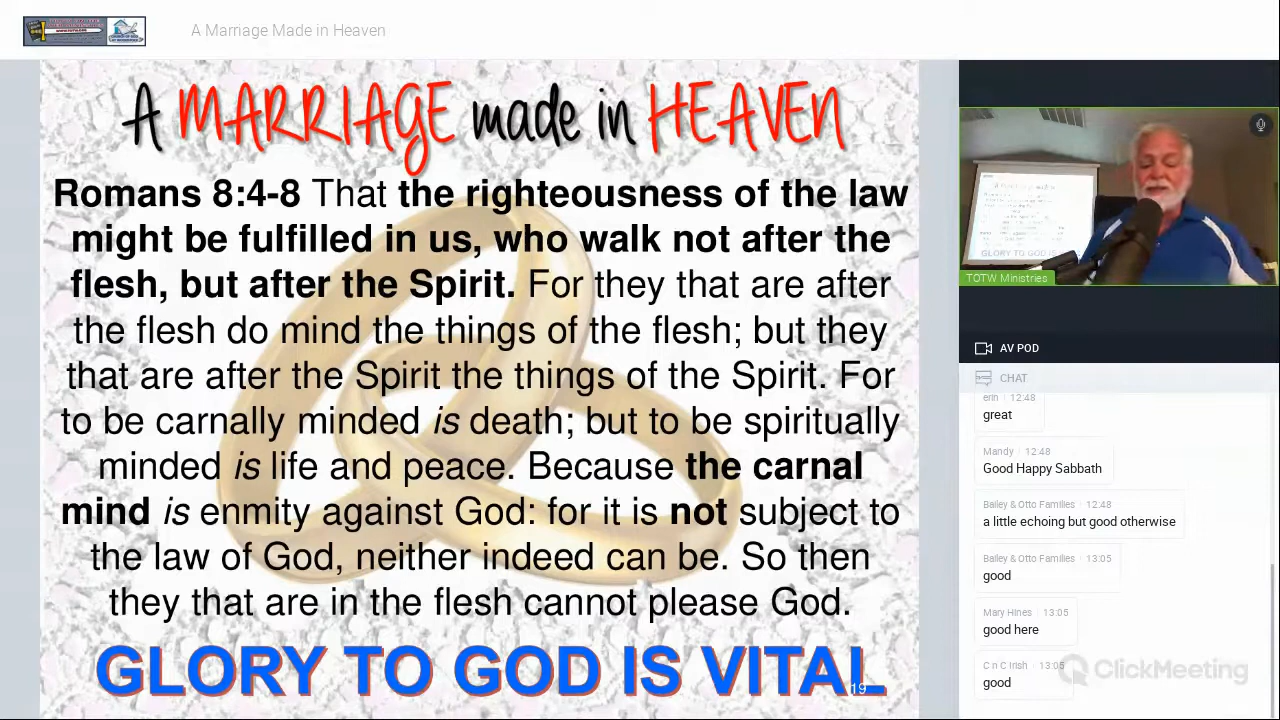 A Marriage Made in Heaven
A MARRIAGE made in HEAVEN
Romans 8:4-8 That the righteousness of the law
might be fulfilled in us, who walk not after the
flesh, but after the Spirit. For they that are after
the flesh do mind the things of the flesh; but they
that are after the Spirit the things of the Spirit. For
to be carnally minded is death; but to be spiritually
minded is life and peace. Because the carnal
mind is enmity against God: for it is not subject to
the law of God, neither indeed can be. So then
they that are in the flesh cannot please God.
GLORY TO GOD IS VITAL
19
TOTW Ministries
AV POD
CHAT
erin 12:48
great
Mandy 12:48
Good Happy Sabbath
Bailey & Otto Families 12:48
a little echoing but good otherwise
Bailey & Otto Families 13:05
good
Mary Hines 13:05
good here
C n C Irish 13:05
good
ClickMeeting